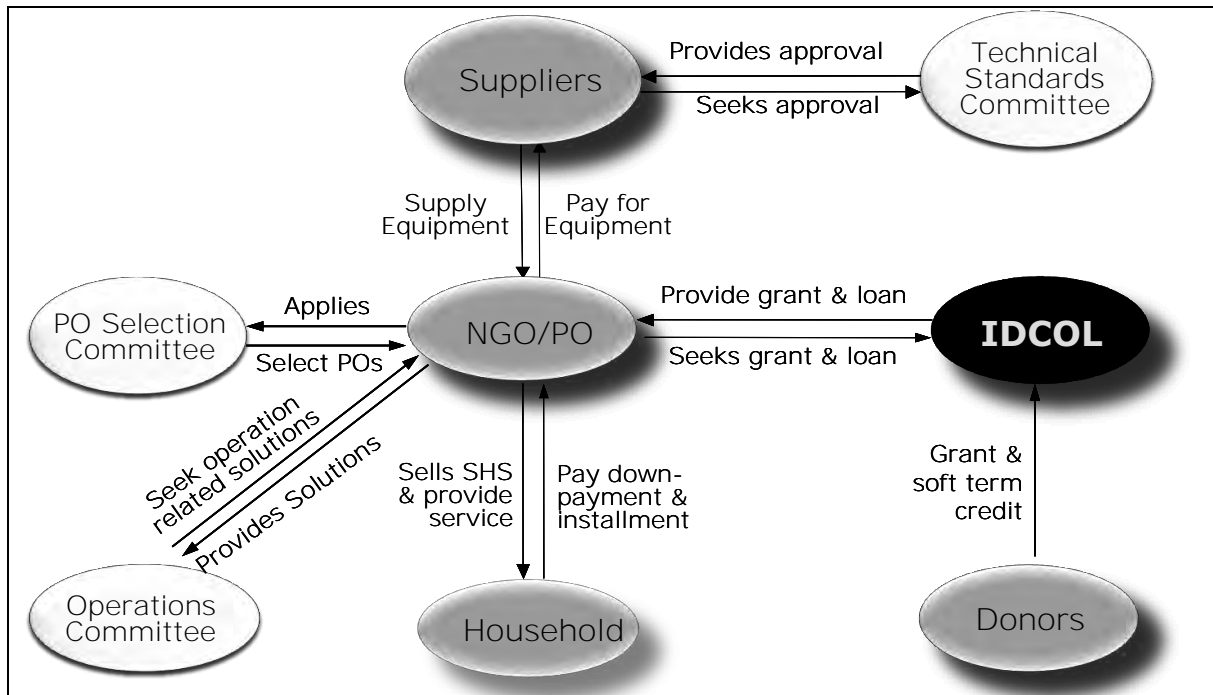 Suppliers
Provides approval
Seeks approval
Technical
Standards
Committee
Supply
Equipment
Pay for
Equipment
PO Selection
Committee
Applies
Select POs
NGO/PO
Provide grant & loan
Seeks grant & loan
IDCOL
Seek operation
related solutions
Provides Solutions
Sells SHS
& provide
service
Pay down-
payment &
installment
Grant &
soft term
credit
Operations
Committee
Household
Donors